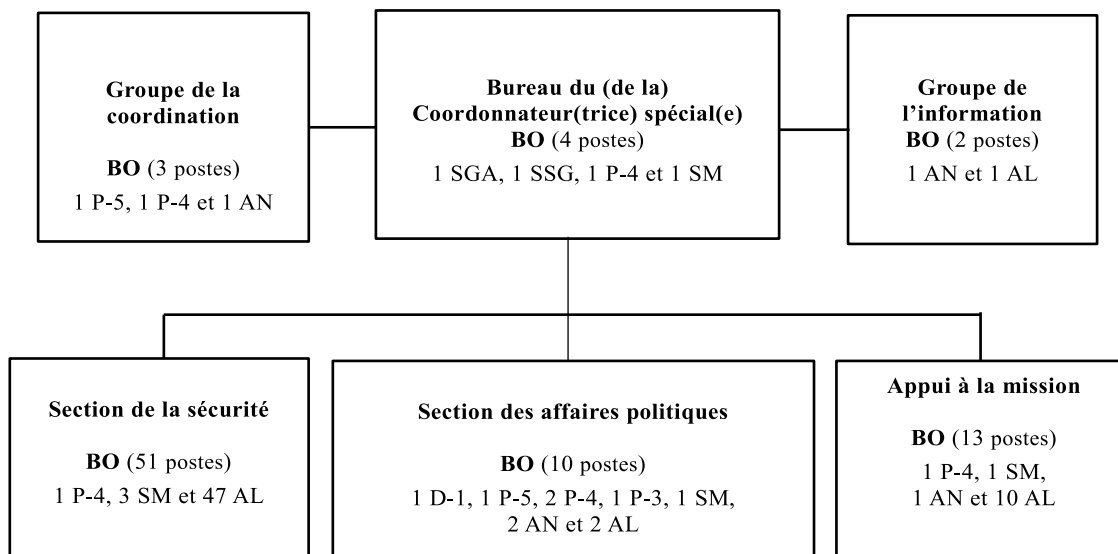 Groupe de la
coordination
BO (3 postes)
1 P-5, 1 P-4 et 1 AN
Bureau du (de la)
Coordonnateur(trice) spécial(e)
BO (4 postes)
1 SGA, 1 SSG, 1 P-4 et 1 SM
Groupe de
l’information
BO (2 postes)
1 AN et 1 AL
Section de la sécurité
BO (51 postes)
1 P-4, 3 SM et 47 AL
Section des affaires politiques
BO (10 postes)
1 D-1, 1 P-5, 2 P-4, 1 P-3, 1 SM,
2 AN et 2 AL
Appui à la mission
BO (13 postes)
1 P-4, 1 SM,
1 AN et 10 AL